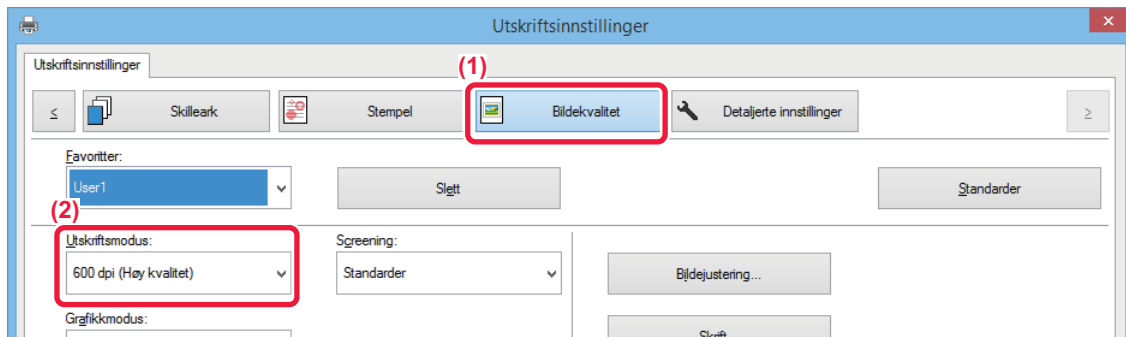 Utskriftsinnstillinger
Utskriftsinnstillinger
(1)
< Skilleark Stempel Bildekvalitet Detaljerte innstillinger >
Favoritter:
User1 Slett Standarder
(2)
Utskriftsmodus: Screening:
600 dpi (Høy kvalitet) Standarder Bildejustering...
Grafikkmodus:
Skrift